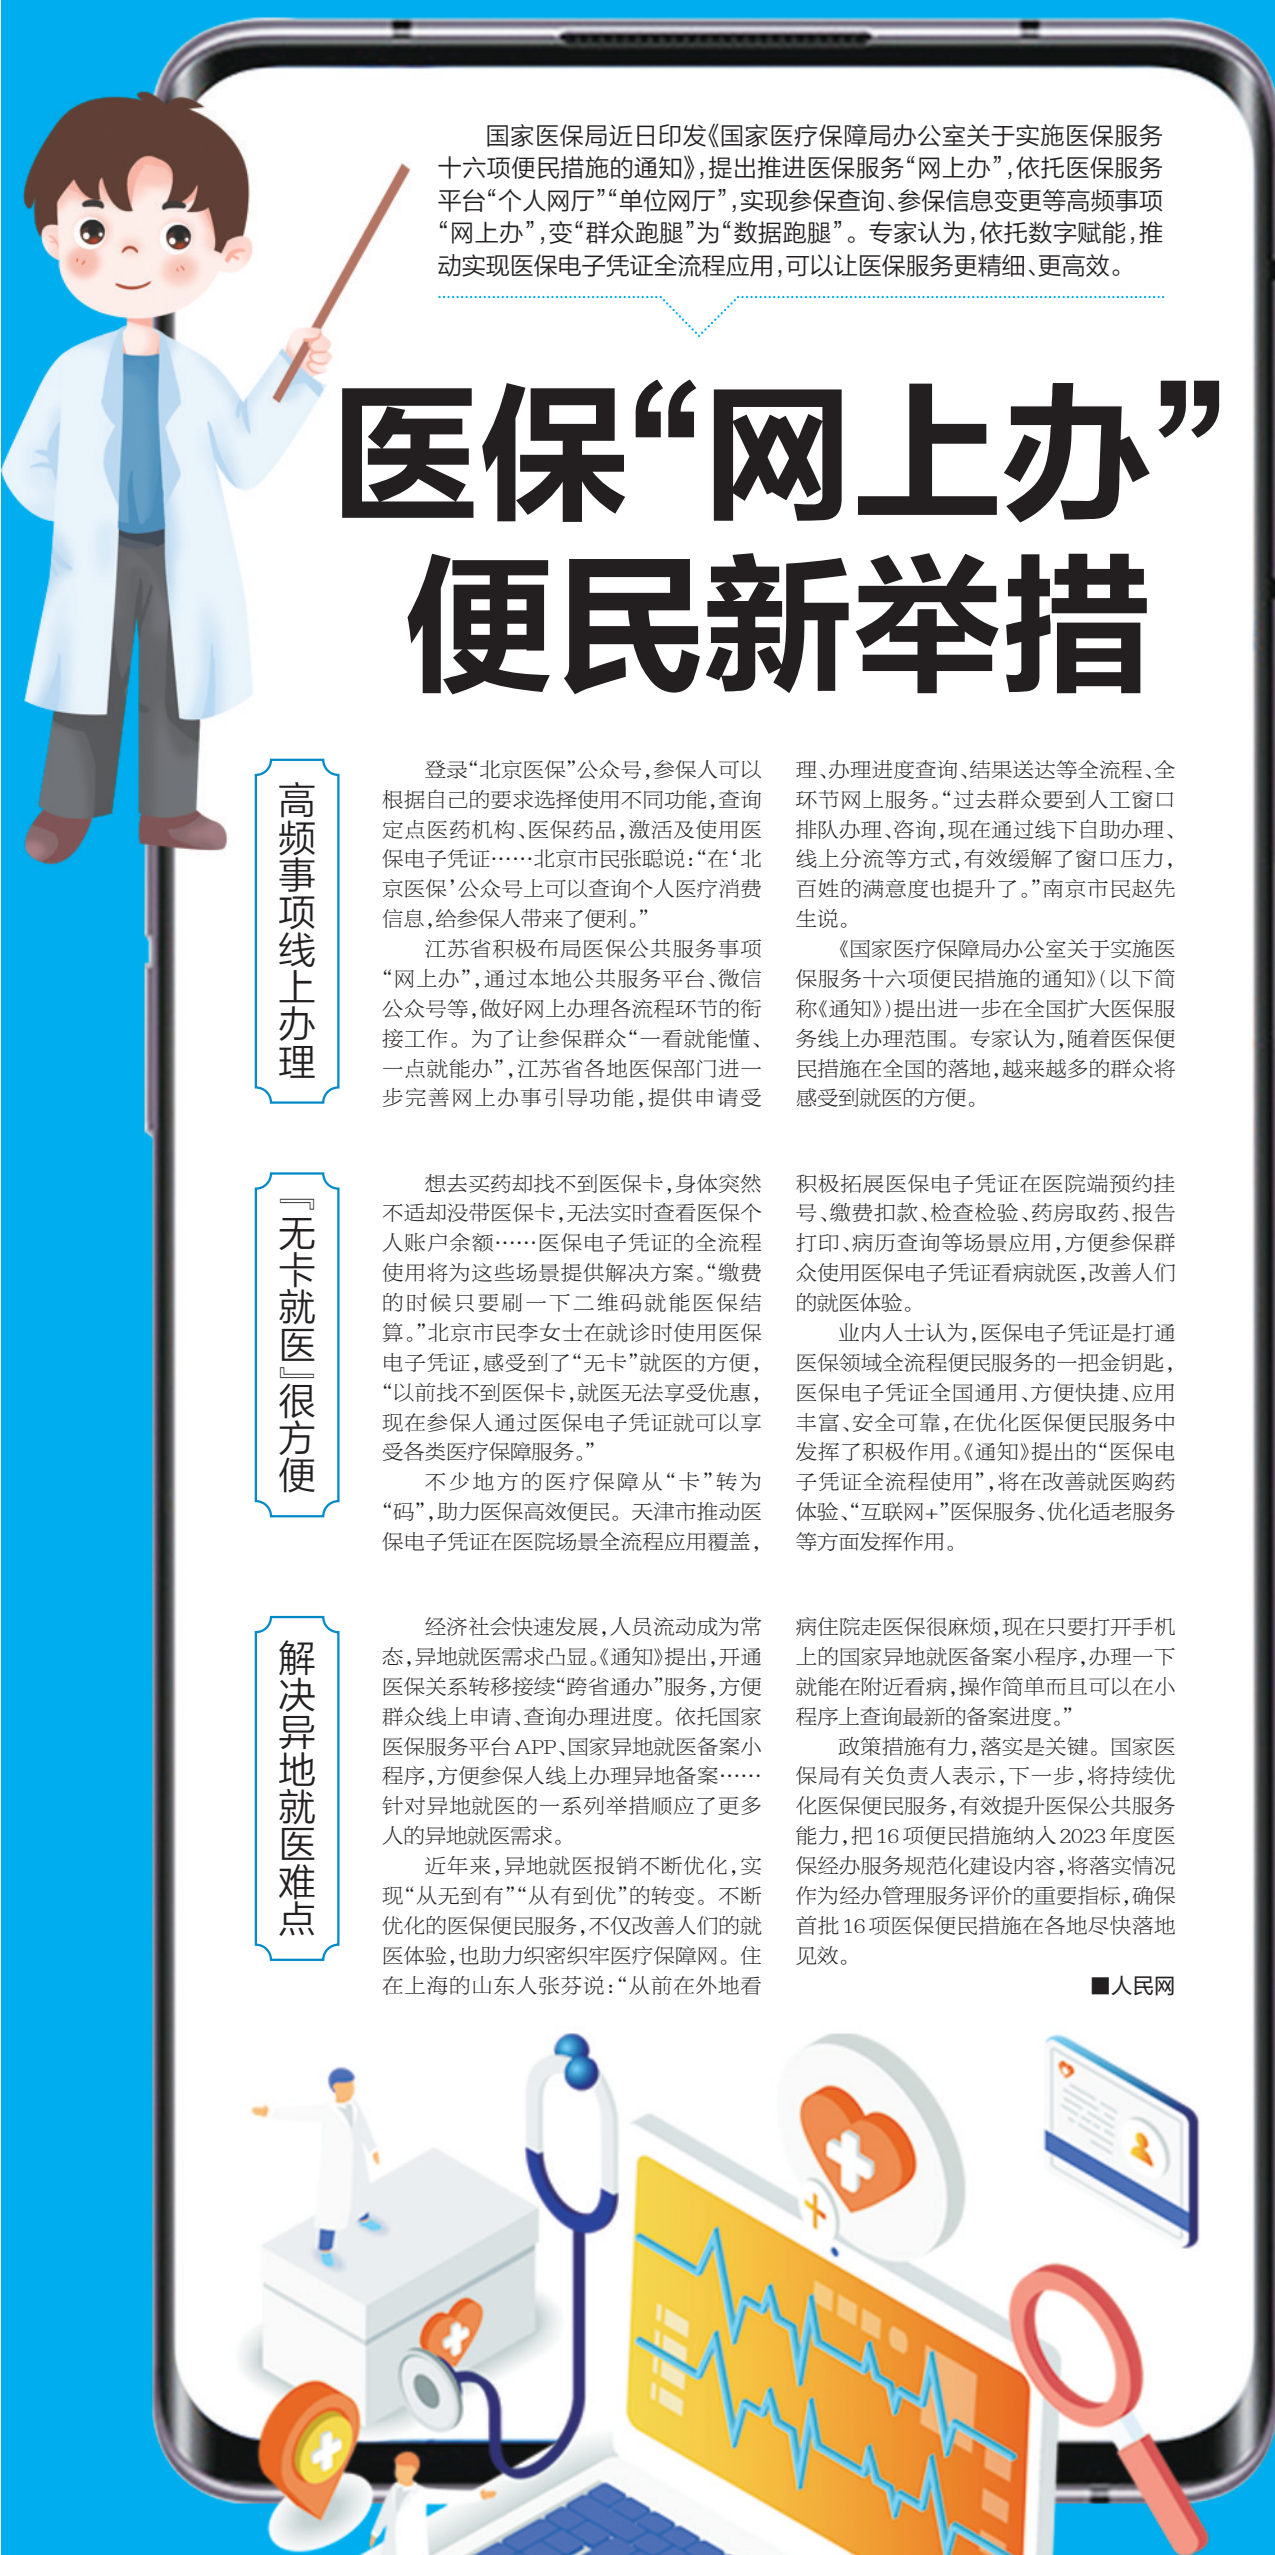 国家医保局近日印发《国家医疗保障局办公室关于实施医保服务
十六项便民措施的通知》,提出推进医保服务“网上办”,依托医保服务
平台“个人网厅”“单位网厅”,实现参保查询、参保信息变更等高频事项
“网上办”,变“群众跑腿”为“数据跑腿”。专家认为,依托数字赋能,推
动实现医保电子凭证全流程应用,可以让医保服务更精细、更高效。
医保“网上办”
便民新举措
高频事项线上办理
登录“北京医保”公众号,参保人可以
根据自己的要求选择使用不同功能,查询
定点医药机构、医保药品,激活及使用医
保电子凭证……北京市民张聪说:“在‘北
京医保’公众号上可以查询个人医疗消费
信息,给参保人带来了便利。”
江苏省积极布局医保公共服务事项
“网上办”,通过本地公共服务平台、微信
公众号等,做好网上办理各流程环节的衔
接工作。为了让参保群众“一看就能懂、
一点就能办”,江苏省各地医保部门进一
步完善网上办事引导功能,提供申请受
理、办理进度查询、结果送达等全流程、全
环节网上服务。“过去群众要到人工窗口
排队办理、咨询,现在通过线下自助办理、
线上分流等方式,有效缓解了窗口压力,
百姓的满意度也提升了。”南京市民赵先
生说。
《国家医疗保障局办公室关于实施医
保服务十六项便民措施的通知》(以下简
称《通知》)提出进一步在全国扩大医保服
务线上办理范围。专家认为,随着医保便
民措施在全国的落地,越来越多的群众将
感受到就医的方便。
『无卡就医』很方便
想去买药却找不到医保卡,身体突然
不适却没带医保卡,无法实时查看医保个
人账户余额……医保电子凭证的全流程
使用将为这些场景提供解决方案。“缴费
的时候只要刷一下二维码就能医保结
算。”北京市民李女士在就诊时使用医保
电子凭证,感受到了“无卡”就医的方便,
“以前找不到医保卡,就医无法享受优惠,
现在参保人通过医保电子凭证就可以享
受各类医疗保障服务。”
不少地方的医疗保障从“卡”转为
“码”,助力医保高效便民。天津市推动医
保电子凭证在医院场景全流程应用覆盖,
积极拓展医保电子凭证在医院端预约挂
号、缴费扣款、检查检验、药房取药、报告
打印、病历查询等场景应用,方便参保群
众使用医保电子凭证看病就医,改善人们
的就医体验。
业内人士认为,医保电子凭证是打通
医保领域全流程便民服务的一把金钥匙,
医保电子凭证全国通用、方便快捷、应用
丰富、安全可靠,在优化医保便民服务中
发挥了积极作用。《通知》提出的“医保电
子凭证全流程使用”,将在改善就医购药
体验、“互联网+”医保服务、优化适老服务
等方面发挥作用。
解决异地就医难点
经济社会快速发展,人员流动成为常
态,异地就医需求凸显。《通知》提出,开通
医保关系转移接续“跨省通办”服务,方便
群众线上申请、查询办理进度。依托国家
医保服务平台APP、国家异地就医备案小
程序,方便参保人线上办理异地备案……
针对异地就医的一系列举措顺应了更多
人的异地就医需求。
近年来,异地就医报销不断优化,实
现“从无到有”“从有到优”的转变。不断
优化的医保便民服务,不仅改善人们的就
医体验,也助力织密织牢医疗保障网。住
在上海的山东人张芬说:“从前在外地看
病住院走医保很麻烦,现在只要打开手机
上的国家异地就医备案小程序,办理一下
就能在附近看病,操作简单而且可以在小
程序上查询最新的备案进度。”
政策措施有力,落实是关键。国家医
保局有关负责人表示,下一步,将持续优
化医保便民服务,有效提升医保公共服务
能力,把16项便民措施纳入2023年度医
保经办服务规范化建设内容,将落实情况
作为经办管理服务评价的重要指标,确保
首批16项医保便民措施在各地尽快落地
见效。
■人民网